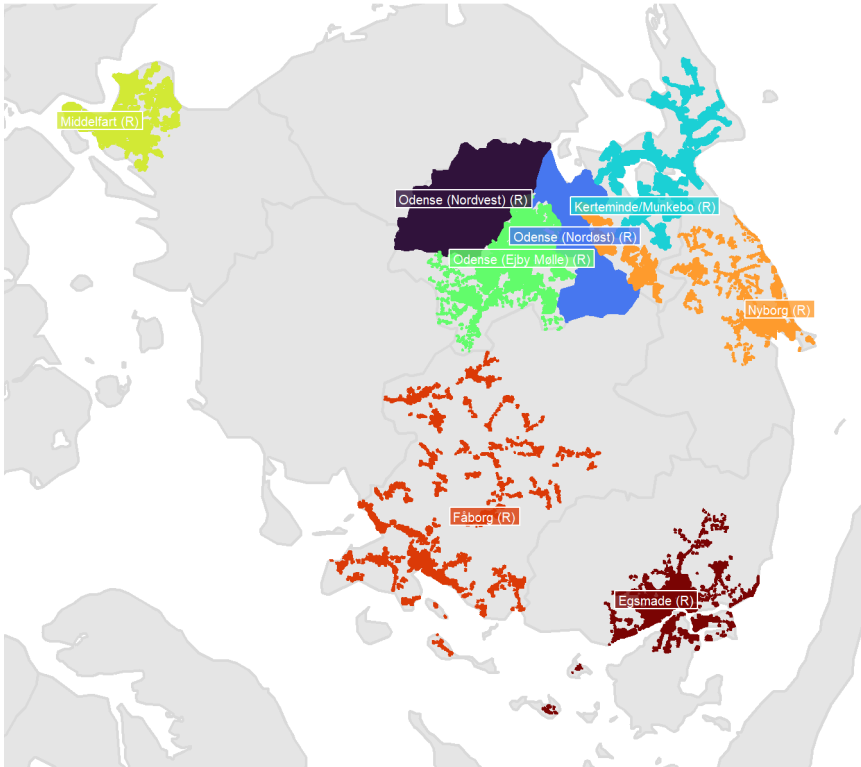 Middelfart (R)
Odense (Nordvest) (R)
Kerteminde/Munkebo (R)
Odense (Nordøst) (R)
Odense (Ejby Mølle) (R)
Nyborg (R)
Fåborg (R)
Egsmade (R)